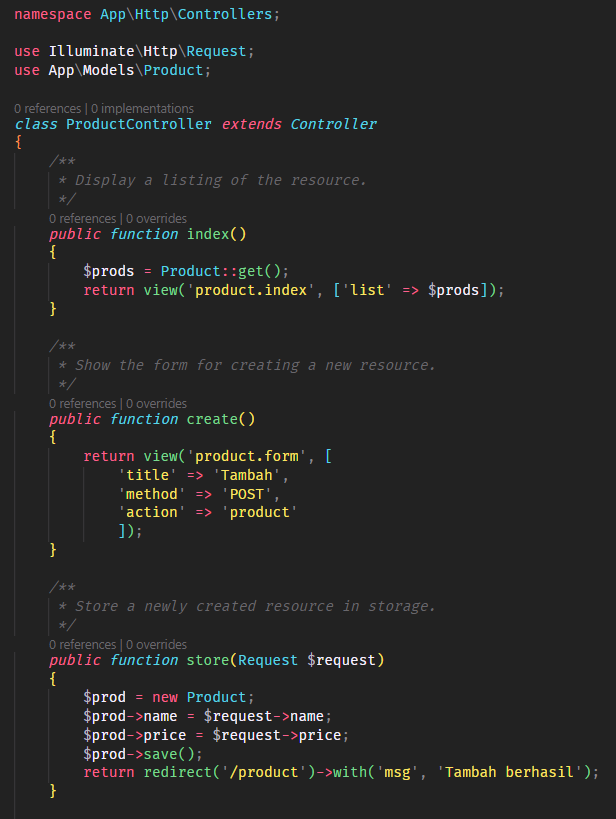 namespace App\Http\Controllers;
use Illuminate\Http\Request;
use App\Models\Product;
0 references | 0 implementations
class ProductController extends Controller
{
/**
* Display a listing of the resource.
*/
0 references | 0 overrides
public function index()
{
$prods = Product::get();
return view('product.index', ['list' => $prods]);
}
/**
* Show the form for creating a new resource.
*/
0 references | 0 overrides
public function create()
{
return view('product.form', [
'title' => 'Tambah',
'method' => 'POST',
'action' => 'product'
]);
}
/**
* Store a newly created resource in storage.
*/
0 references | 0 overrides
public function store(Request $request)
{
$prod = new Product;
$prod->name = $request->name;
$prod->price = $request->price;
$prod->save();
return redirect('/product')->with('msg', 'Tambah berhasil');
}